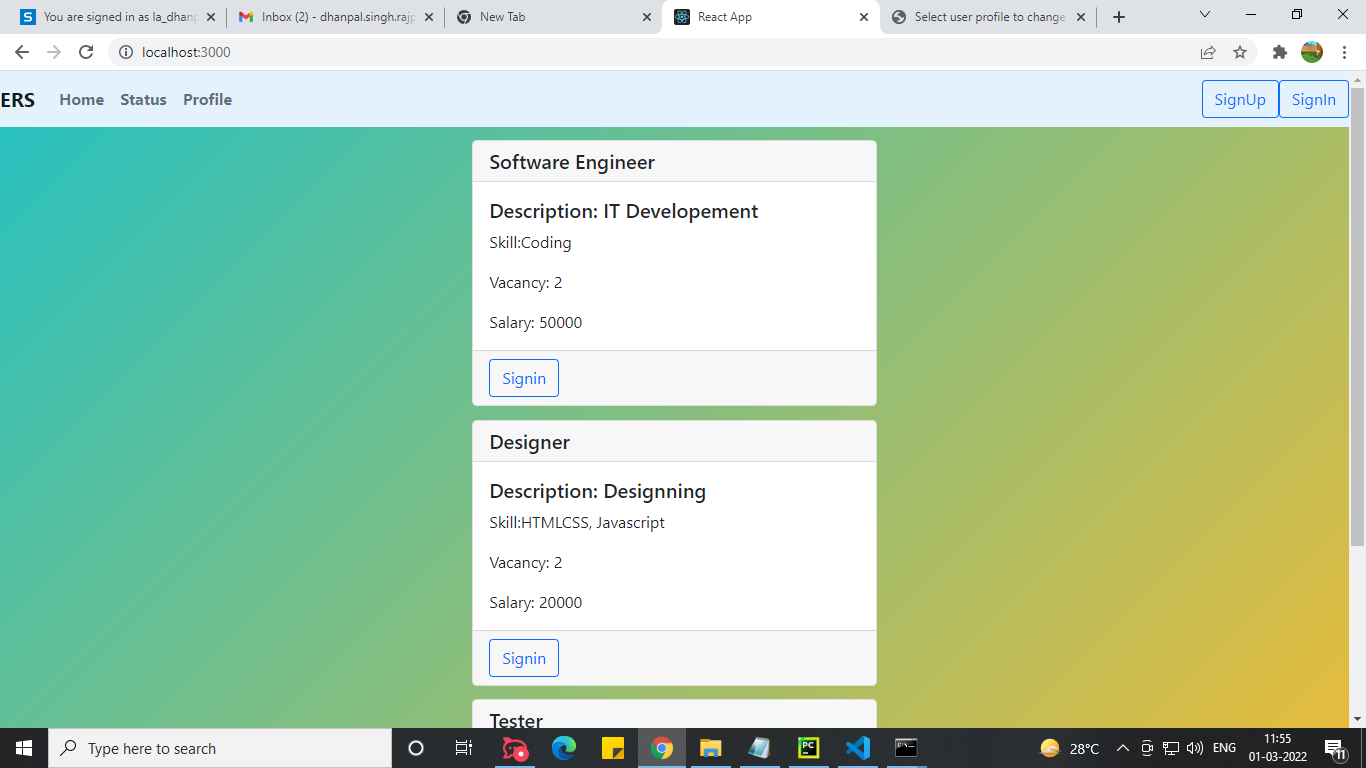 You are signed in as la_dhanp
Inbox (2) - dhanpal.singh.rajp
New Tab
React App
Select user profile to change
localhost:3000
ERS Home Status Profile SignUp SignIn
Software Engineer
Description: IT Developement
Skill:Coding
Vacancy: 2
Salary: 50000
Signin
Designer
Description: Designning
Skill:HTMLCSS, Javascript
Vacancy: 2
Salary: 20000
Signin
Tester
Type here to search
28°C
ENG
11:55
01-03-2022
11